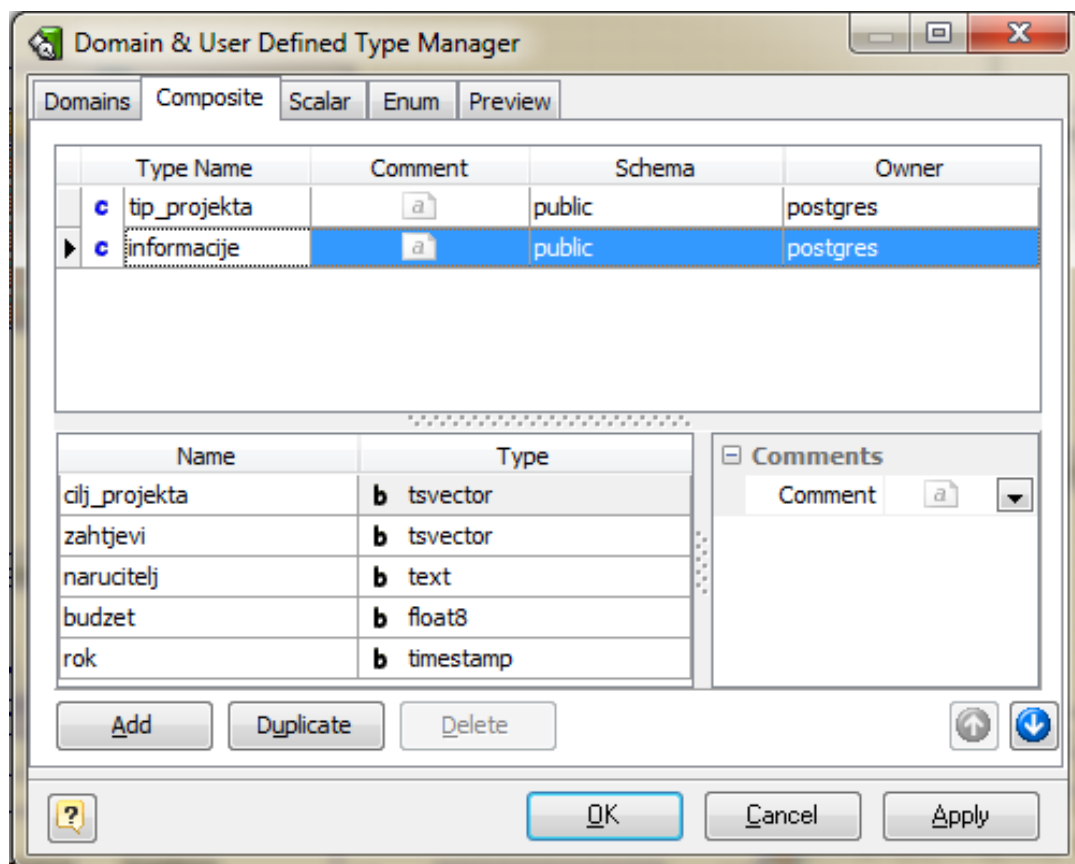 Domain & User Defined Type Manager
Domains Composite Scalar Enum Preview
Type Name Comment Schema Owner
c tip_projekta a public postgres
c informacije a public postgres
Name Type
cilj_projekta b tsvector
zahtjevi b tsvector
narucitelj b text
budzet b float8
rok b timestamp
Comments
Comment a
Add Duplicate Delete
? OK Cancel Apply